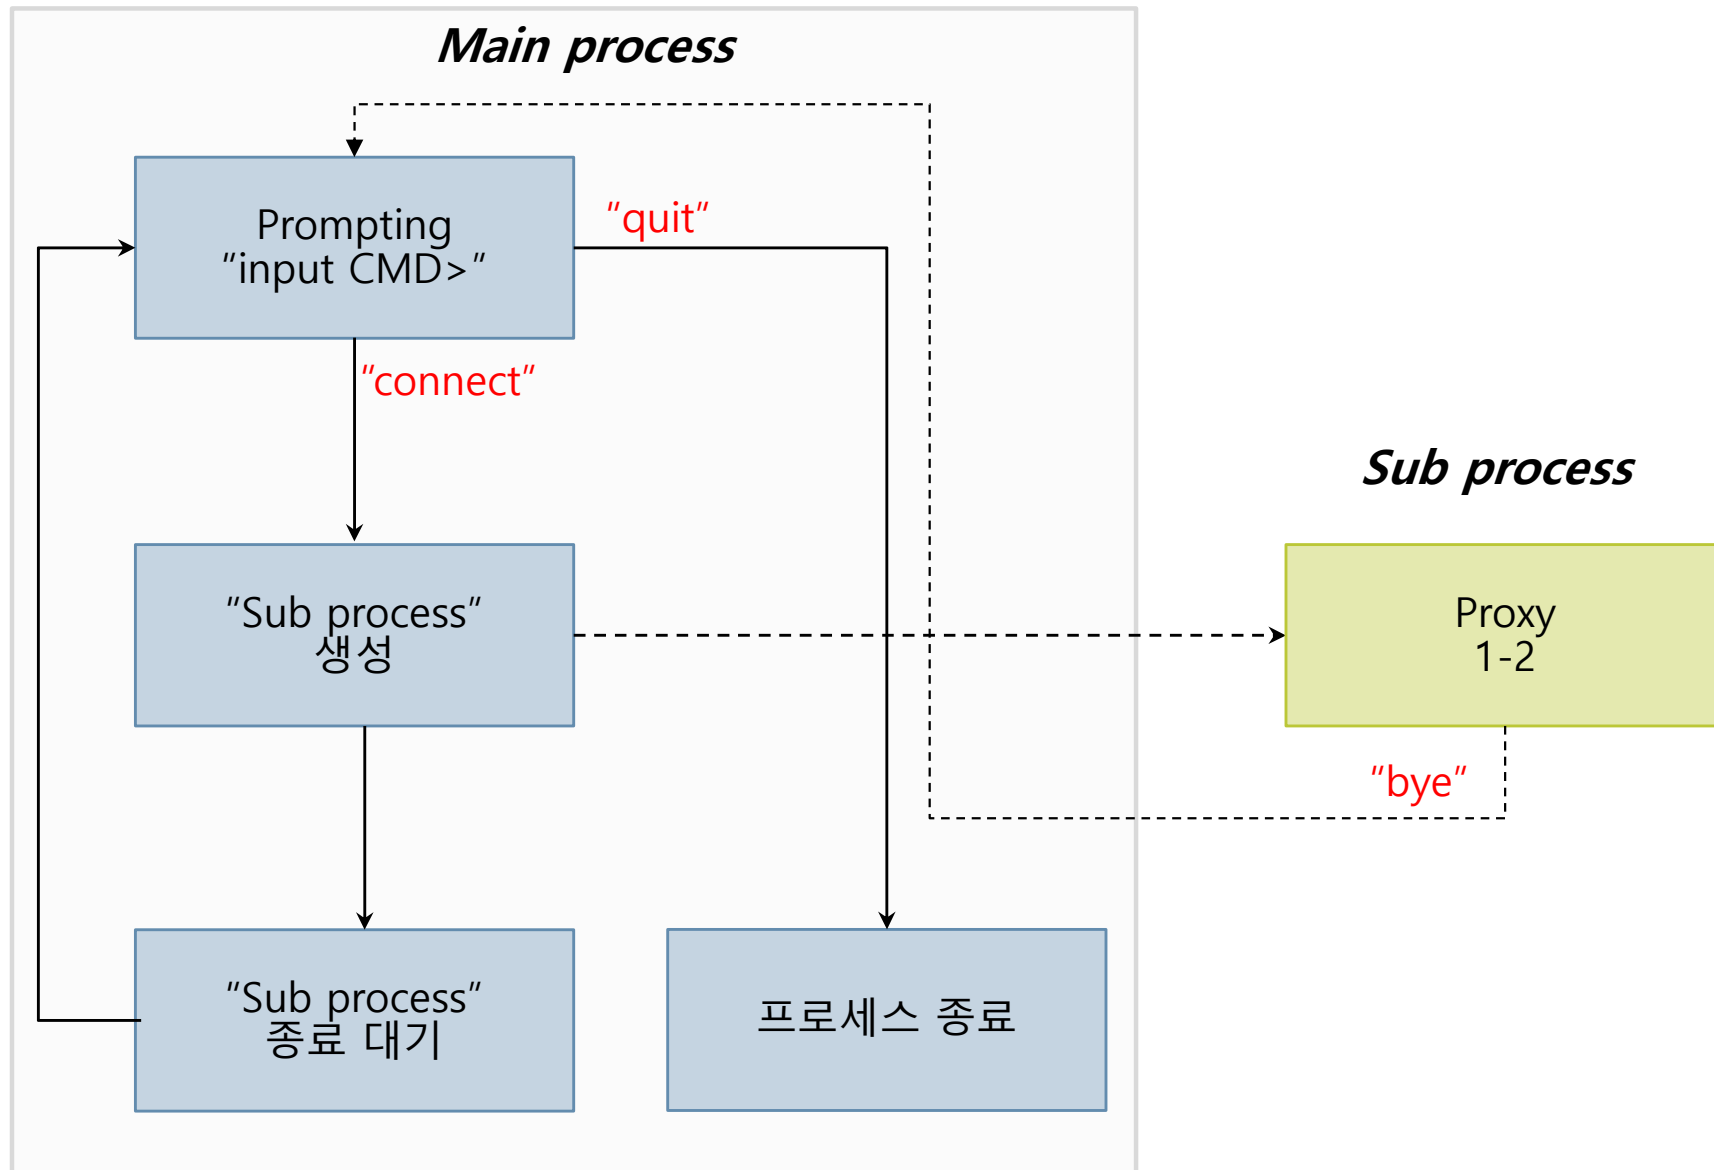 Main process
Prompting
"input CMD>"
"quit"
"connect"
Sub process
"Sub process"
생성
Proxy
1-2
"bye"
"Sub process"
종료 대기
프로세스 종료